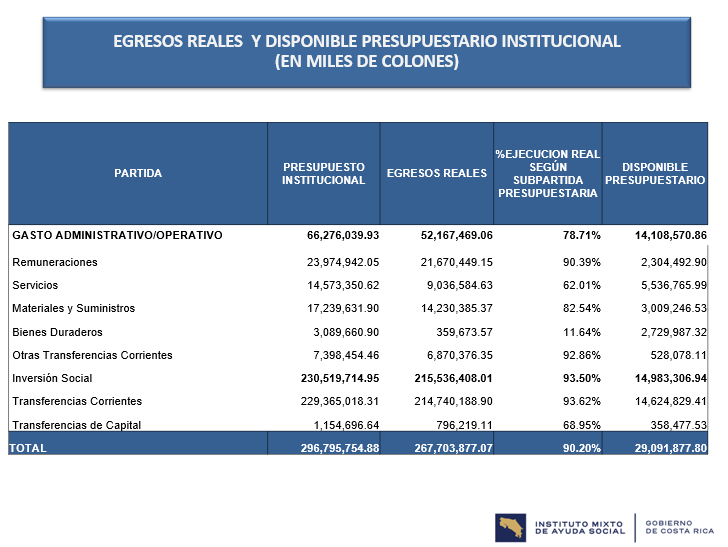 EGRESOS REALES Y DISPONIBLE PRESUPUESTARIO INSTITUCIONAL
(EN MILES DE COLONES)
PARTIDA PRESUPUESTO INSTITUCIONAL EGRESOS REALES %EJECUCION REAL SEGÚN SUBPARTIDA PRESUPUESTARIA DISPONIBLE PRESUPUESTARIO
GASTO ADMINISTRATIVO/OPERATIVO 66,276,039.93 52,167,469.06 78.71% 14,108,570.86
Remuneraciones 23,974,942.05 21,670,449.15 90.39% 2,304,492.90
Servicios 14,573,350.62 9,036,584.63 62.01% 5,536,765.99
Materiales y Suministros 17,239,631.90 14,230,385.37 82.54% 3,009,246.53
Bienes Duraderos 3,089,660.90 359,673.57 11.64% 2,729,987.32
Otras Transferencias Corrientes 7,398,454.46 6,870,376.35 92.86% 528,078.11
Inversión Social 230,519,714.95 215,536,408.01 93.50% 14,983,306.94
Transferencias Corrientes 229,365,018.31 214,740,188.90 93.62% 14,624,829.41
Transferencias de Capital 1,154,696.64 796,219.11 68.95% 358,477.53
TOTAL 296,795,754.88 267,703,877.07 90.20% 29,091,877.80
INSTITUTO MIXTO
DE AYUDA SOCIAL
GOBIERNO
DE COSTA RICA